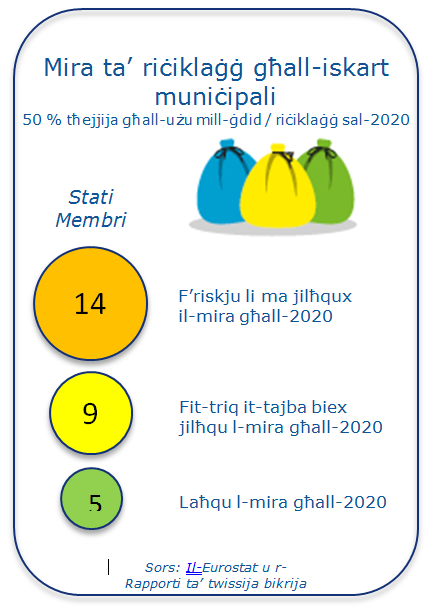 Mira ta’ riċiklaġġ għall-iskart
muniċipali
50 % tħejjija għall-użu mill-ġdid / riċiklaġġ sal-2020
Stati
Membri
14
F’riskju li ma jilħqux
il-mira għall-2020
9
Fit-triq it-tajba biex
jilħqu l-mira għall-2020
5
Laħqu l-mira għall-2020
Sors: Il-Eurostat u r-
Rapporti ta’ twissija bikrija